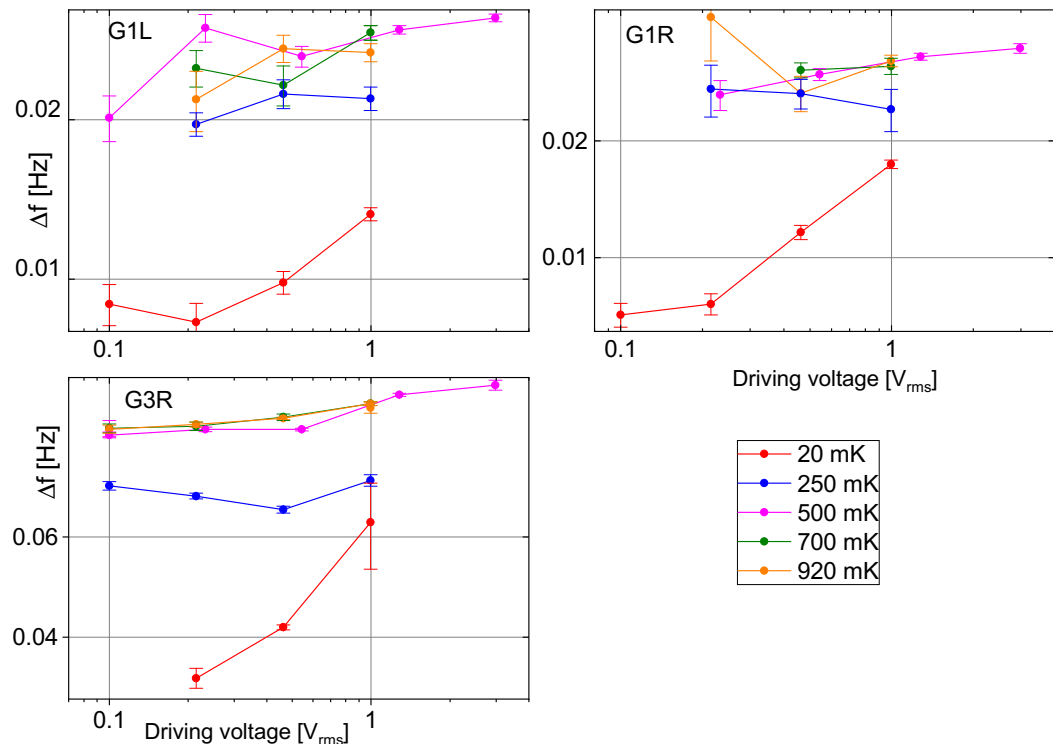 G1L
0.02
0.01
Δf [Hz]
0.1
1
G1R
0.02
0.01
0.1
1
Driving voltage [Vrms]
G3R
0.06
0.04
Δf [Hz]
0.1
1
Driving voltage [Vrms]
20 mK
250 mK
500 mK
700 mK
920 mK